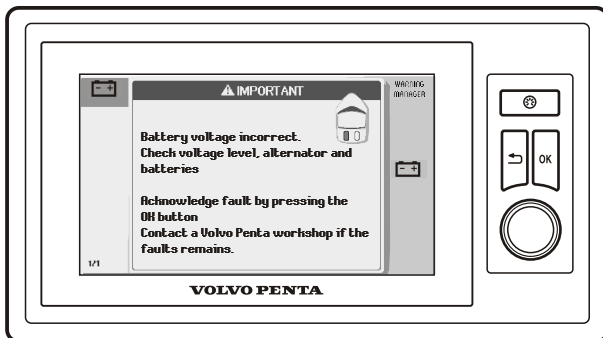 IMPORTANT
WARNING
MANAGER
Battery voltage incorrect.
Check voltage level, alternator and
batteries
Acknowledge fault by pressing the
OK button
Contact a Volvo Penta workshop if the
faults remains.
1/1
OK
VOLVO PENTA